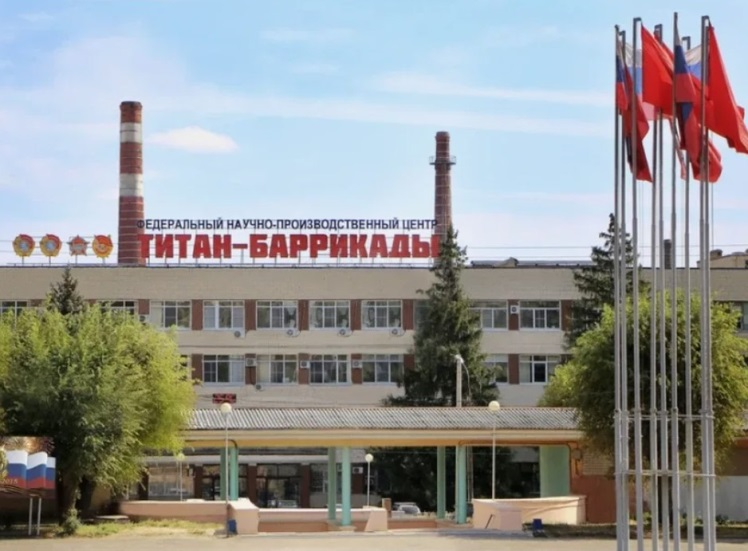 ФЕДЕРАЛЬНЫЙ НАУЧНО-ПРОИЗВОДСТВЕННЫЙ ЦЕНТР
ТИТАН-БАРРИКАДЫ